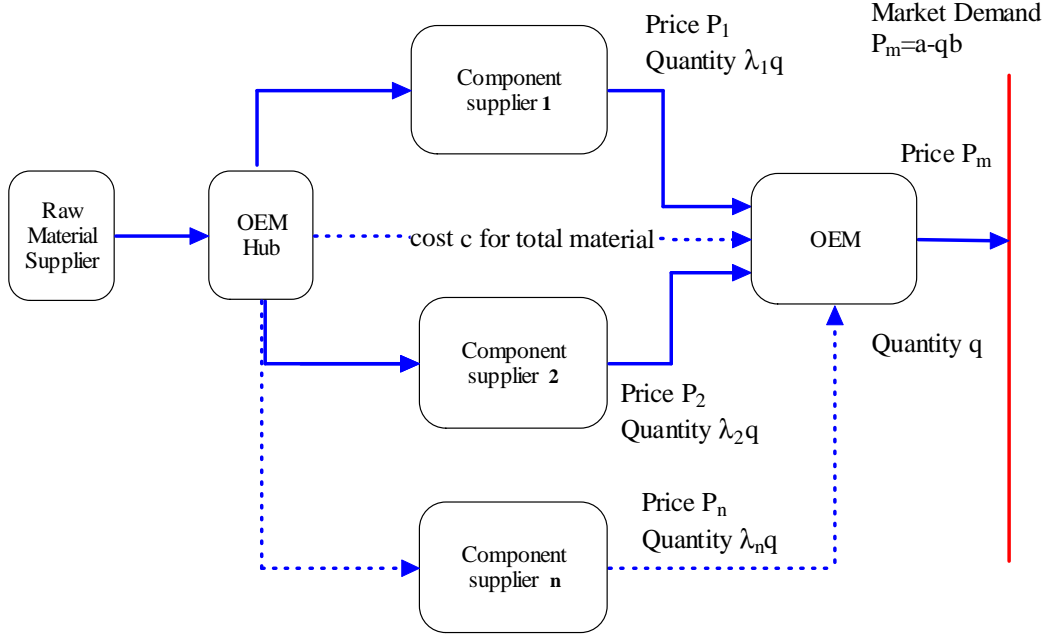 Market Demand
Pₘ=a-qb
Price P₁
Quantity λ₁q
Component
supplier 1
Price Pₘ
Raw
Material
Supplier
OEM
Hub
cost c for total material
OEM
Quantity q
Component
supplier 2
Price P₂
Quantity λ₂q
Price Pₙ
Quantity λₙq
Component
supplier n